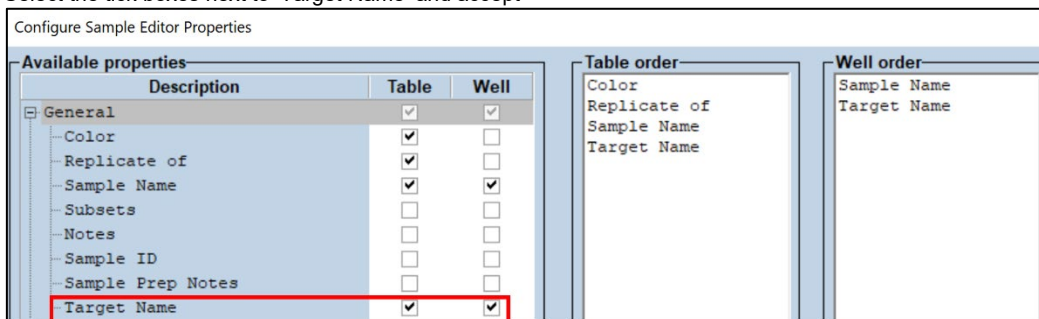 Select the tick boxes next to 'Target Name' and accept
Configure Sample Editor Properties
Available properties
Description Table Well
General
Color
Replicate of
Sample Name
Subsets
Notes
Sample ID
Sample Prep Notes
Target Name
Table order
Color
Replicate of
Sample Name
Target Name
Well order
Sample Name
Target Name